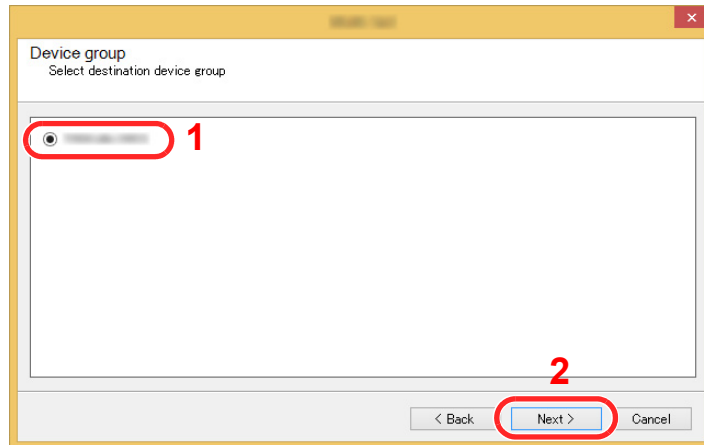 Device group
Select destination device group
1
2
< Back
Next >
Cancel